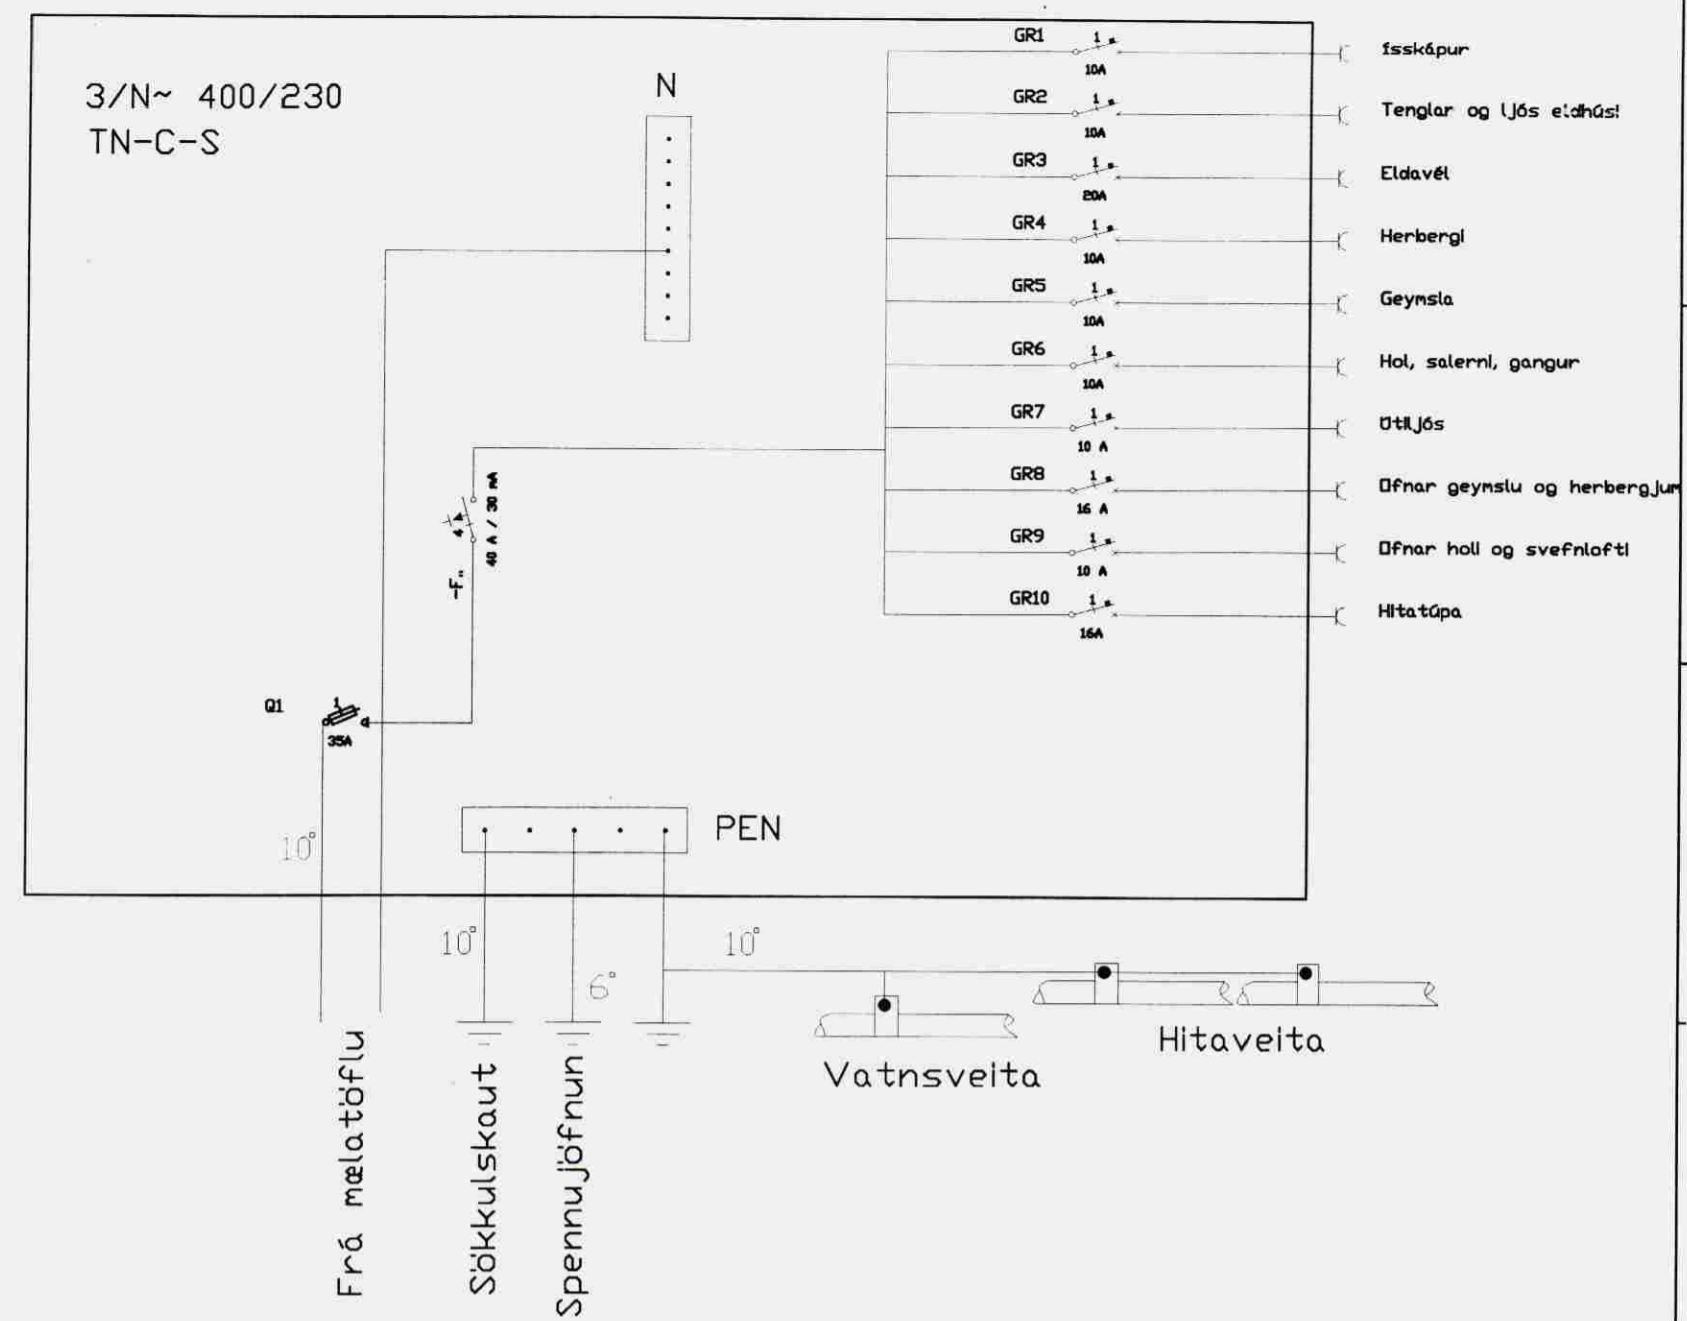 3/N~ 400/230
TN-C-S
N
GR1
1
10A
Ísskápur
GR2
1
10A
Tenglar og ljós eldhúsi
GR3
1
20A
Eldavél
GR4
1
10A
Herbergi
GR5
1
10A
Geymsla
GR6
1
10A
Hol, salerni, gangur
GR7
1
10 A
Útiljós
GR8
1
16 A
Ofnar geymslu og herbergjum
GR9
1
10 A
Ofnar holi og svefnlofti
GR10
1
16A
Hitatúpa
4
40 A / 30 mA
-F..
Q1
1
35A
PEN
10°
10°
6°
10°
Frá mælatöflu
Sökkulskaut
Spennujöfnun
Vatnsveita
Hitaveita